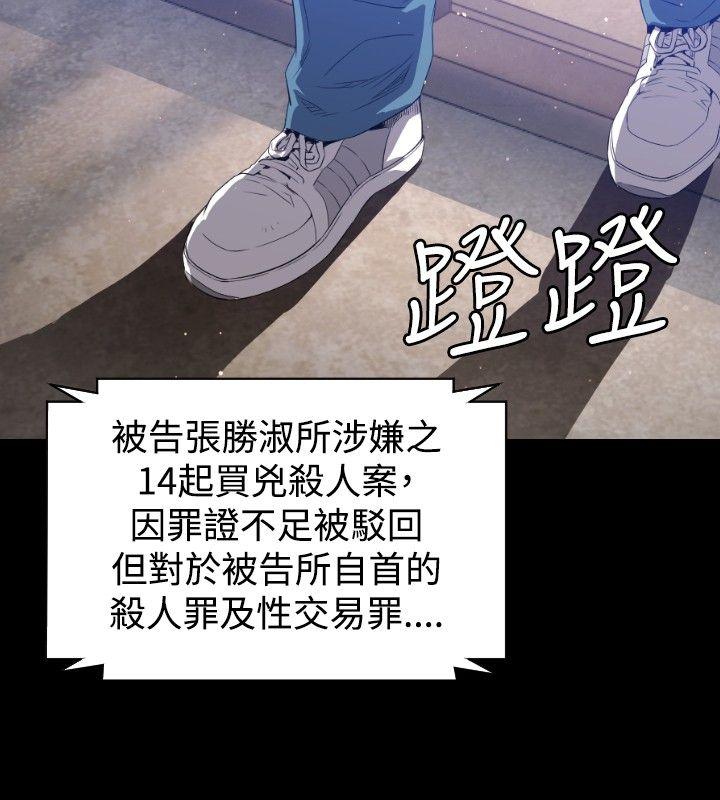 蹬蹬
被告張勝淑所涉嫌之
14起買兇殺人案，
因罪證不足被駁回
但對於被告所自首的
殺人罪及性交易罪....